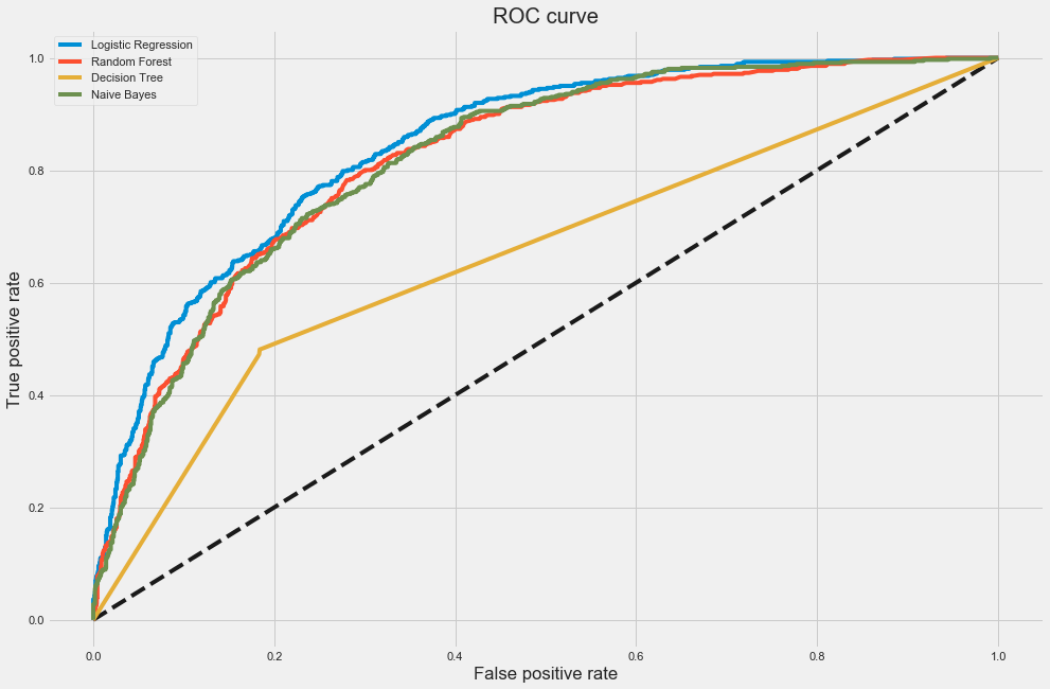 ROC curve
Logistic Regression
Random Forest
Decision Tree
Naive Bayes
1.0
0.8
0.6
0.4
0.2
0.0
True positive rate
0.0 0.2 0.4 0.6 0.8 1.0
False positive rate